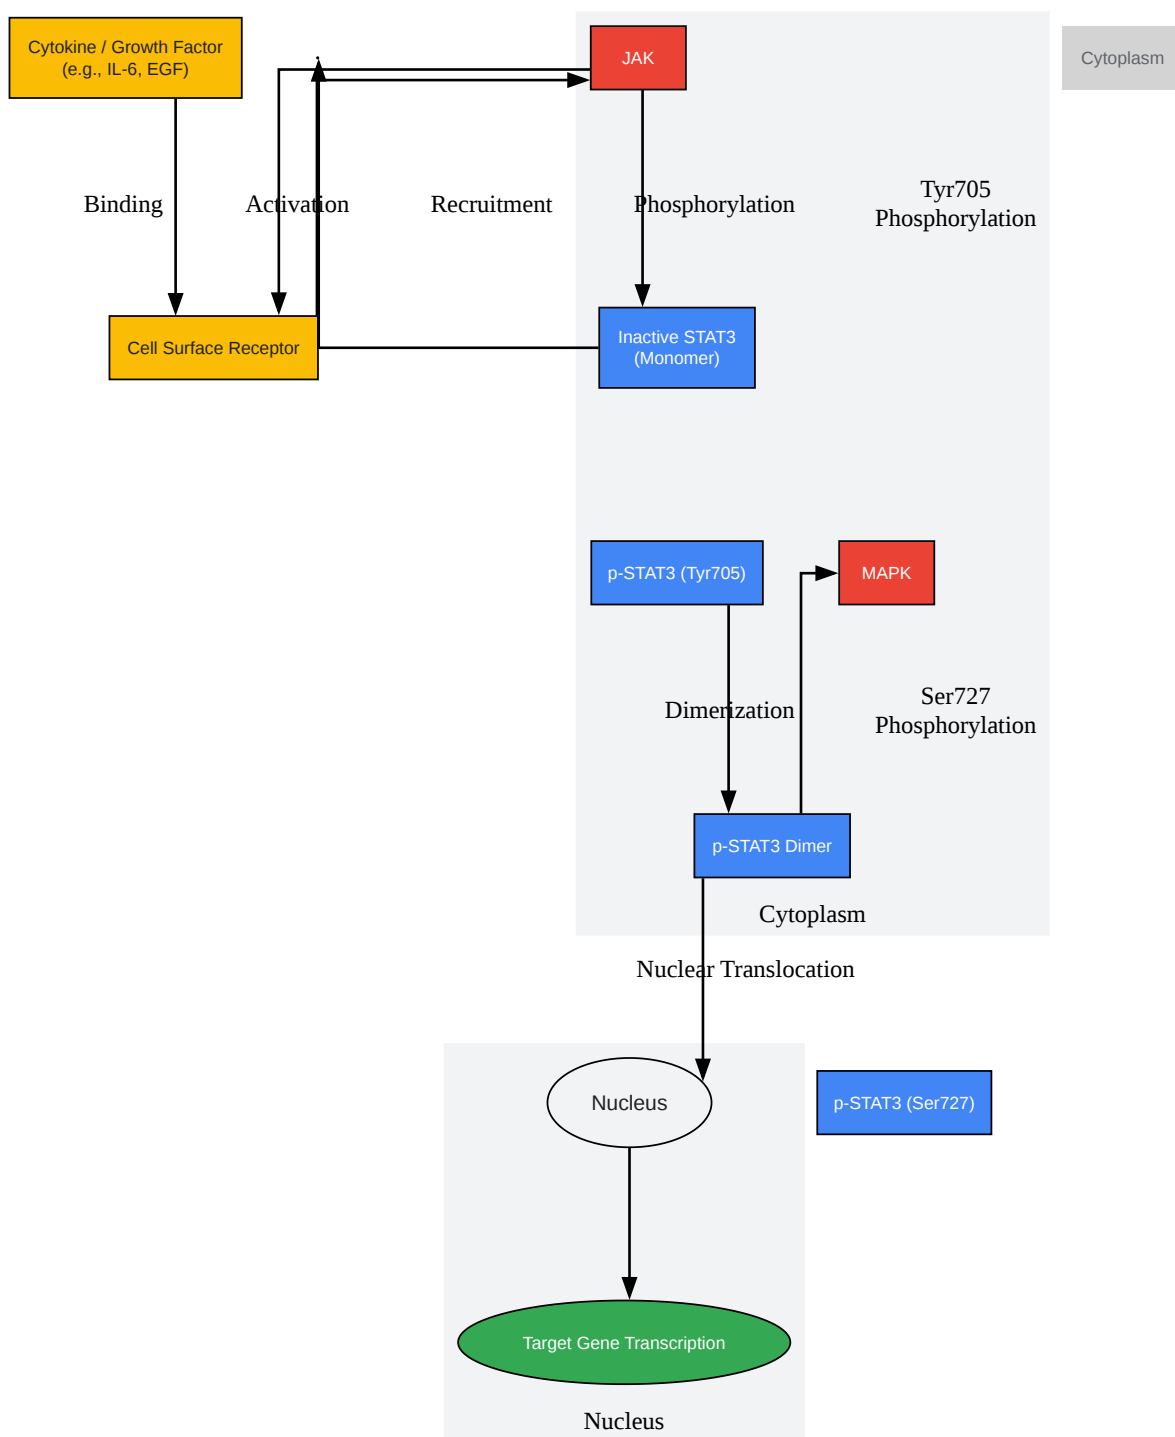 Cytokine / Growth Factor
(e.g., IL-6, EGF)
JAK
Cytoplasm
Binding
Activation
Recruitment
Phosphorylation
Tyr705
Phosphorylation
Cell Surface Receptor
Inactive STAT3
(Monomer)
p-STAT3 (Tyr705)
MAPK
Dimerization
Ser727
Phosphorylation
p-STAT3 Dimer
Cytoplasm
Nuclear Translocation
Nucleus
p-STAT3 (Ser727)
Target Gene Transcription
Nucleus